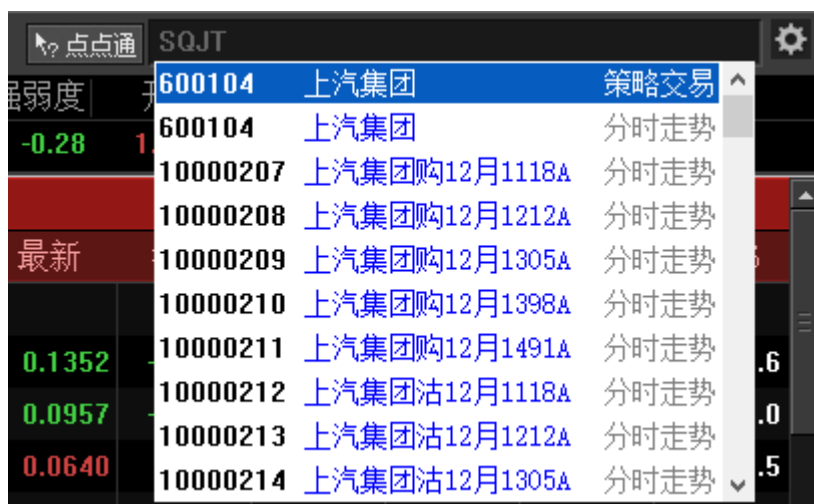 点点通 SQJT
强弱度
-0.28
600104 上汽集团 策略交易
600104 上汽集团 分时走势
10000207 上汽集团购12月1118A 分时走势
10000208 上汽集团购12月1212A 分时走势
最新 10000209 上汽集团购12月1305A 分时走势
10000210 上汽集团购12月1398A 分时走势
0.1352 10000211 上汽集团购12月1491A 分时走势 .6
10000212 上汽集团沽12月1118A 分时走势
0.0957 10000213 上汽集团沽12月1212A 分时走势 .0
0.0640 10000214 上汽集团沽12月1305A 分时走势 .5